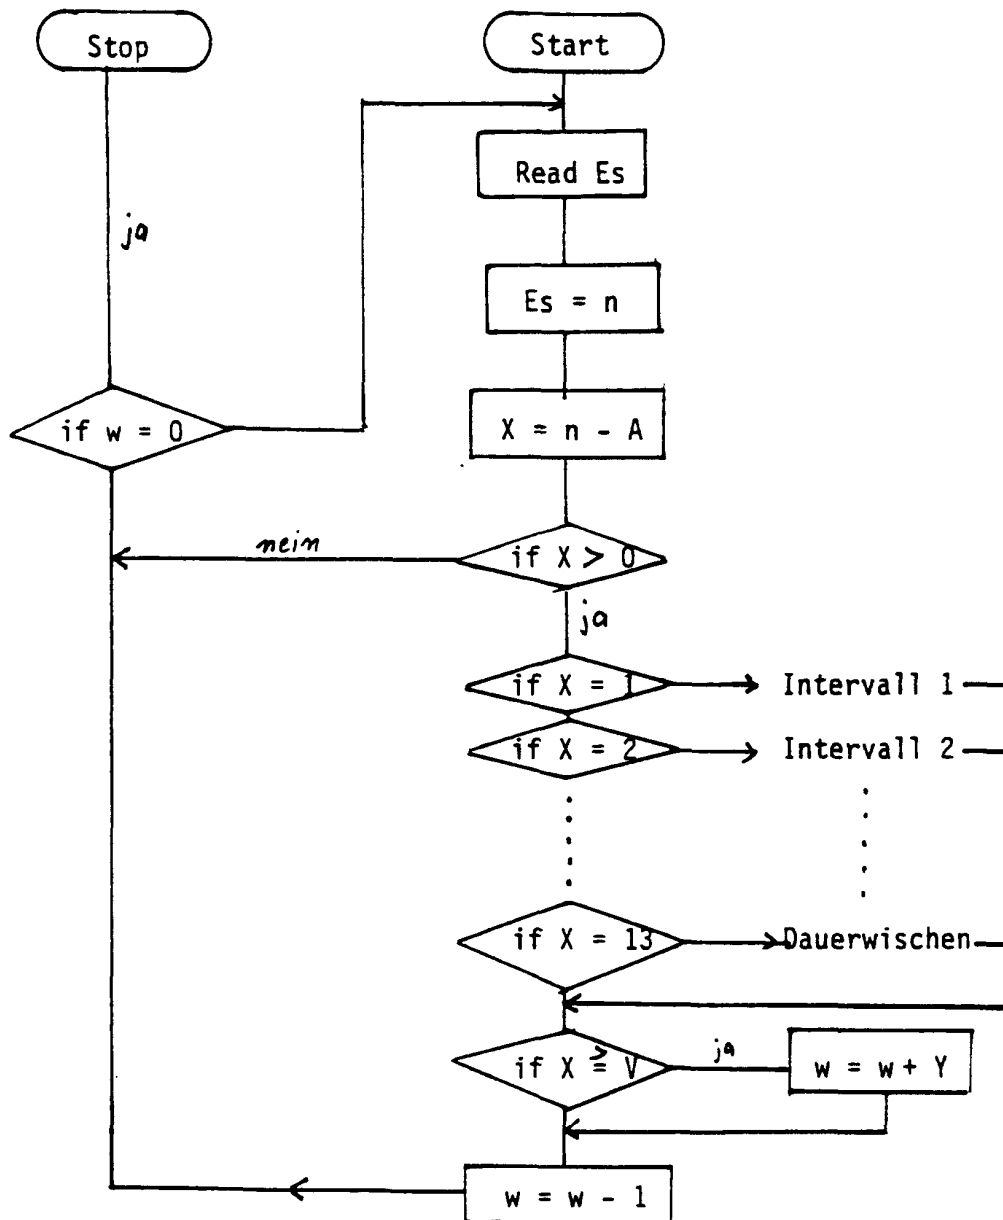 Stop
Start
Read Es
ja
Es = n
if w = 0
X = n - A
nein
if X > 0
ja
if X = 1
Intervall 1
if X = 2
Intervall 2
if X = 13
Dauerwischen
if X ≥ V
ja
w = w + Y
w = w - 1